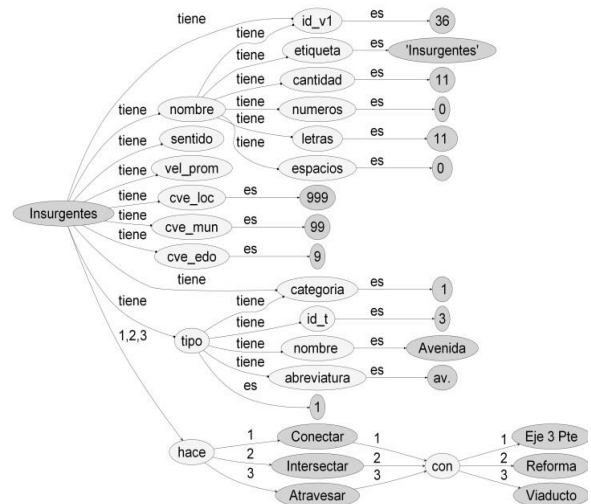 tiene id_v1 es 36
tiene
etiqueta es 'Insurgentes'
tiene
tiene cantidad es 11
tiene nombre tiene numeros es 0
tiene
tiene sentido letras es 11
tiene
tiene vel_prom espacios es 0
tiene cve_loc es 999
Insurgentes
tiene cve_mun es 99
tiene cve_edo es 9
tiene categoria es 1
tiene tiene
id_t es 3
1,2,3 tipo tiene
tiene nombre es Avenida
tiene abreviatura es av.
es 1
hace 1 Conectar 1 con 1 Eje 3 Pte
2 Intersectar 2 2 Reforma
3 Atravesar 3 3 Viaducto